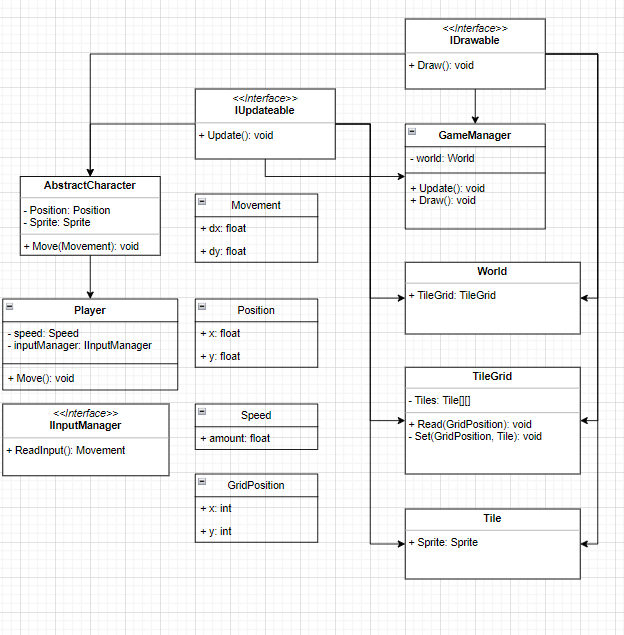 <<Interface>>
IDrawable
+ Draw(): void
<<Interface>>
IUpdateable
+ Update(): void
GameManager
- world: World
+ Update(): void
+ Draw(): void
AbstractCharacter
- Position: Position
- Sprite: Sprite
+ Move(Movement): void
Movement
+ dx: float
+ dy: float
World
+ TileGrid: TileGrid
Player
- speed: Speed
- inputManager: IInputManager
+ Move(): void
Position
+ x: float
+ y: float
TileGrid
- Tiles: Tile[][]
+ Read(GridPosition): void
- Set(GridPosition, Tile): void
<<Interface>>
IInputManager
+ ReadInput(): Movement
Speed
+ amount: float
GridPosition
+ x: int
+ y: int
Tile
+ Sprite: Sprite